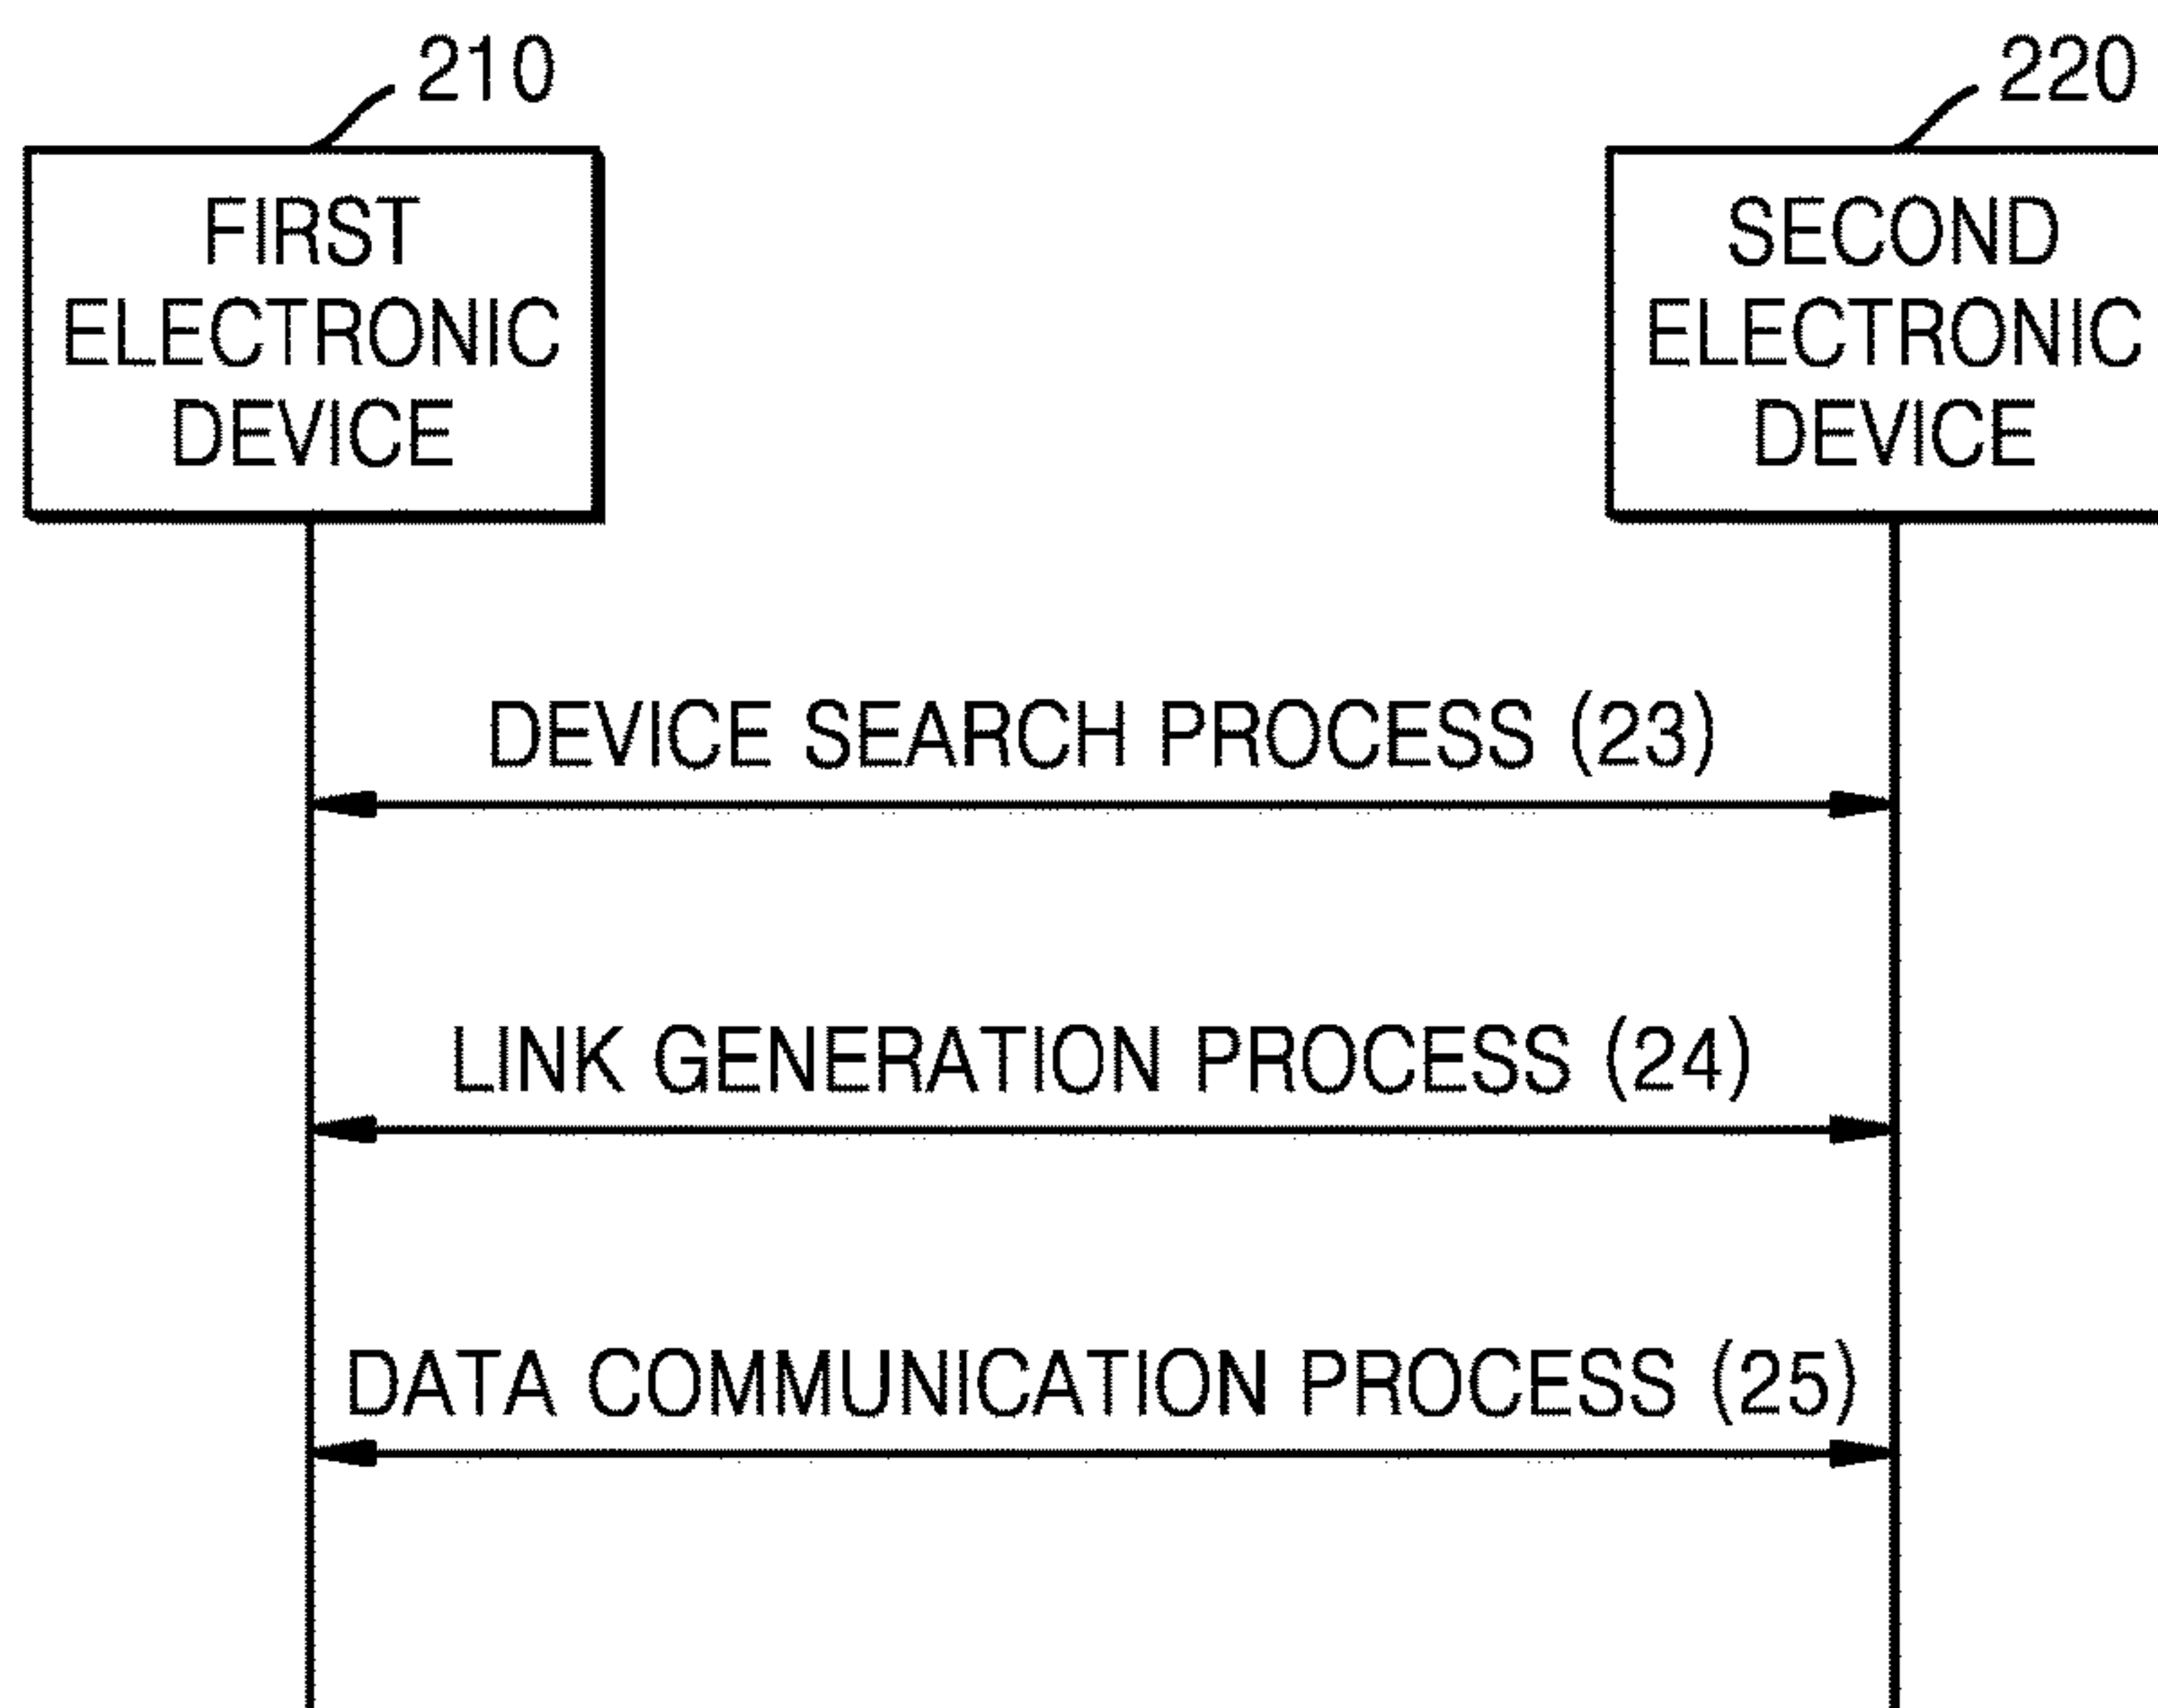 210
220
FIRST
ELECTRONIC
DEVICE
SECOND
ELECTRONIC
DEVICE
DEVICE SEARCH PROCESS (23)
LINK GENERATION PROCESS (24)
DATA COMMUNICATION PROCESS (25)